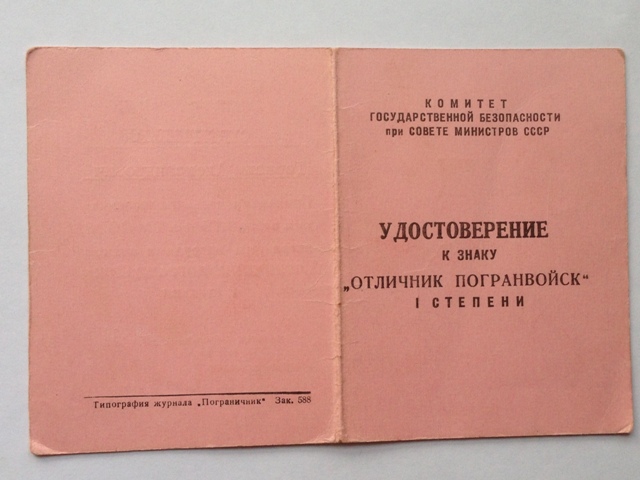 КОМИТЕТ
ГОСУДАРСТВЕННОЙ БЕЗОПАСНОСТИ
при СОВЕТЕ МИНИСТРОВ СССР
УДОСТОВЕРЕНИЕ
К ЗНАКУ
„ОТЛИЧНИК ПОГРАНВОЙСК“
I СТЕПЕНИ
Типография журнала „Пограничник“ Зак. 588